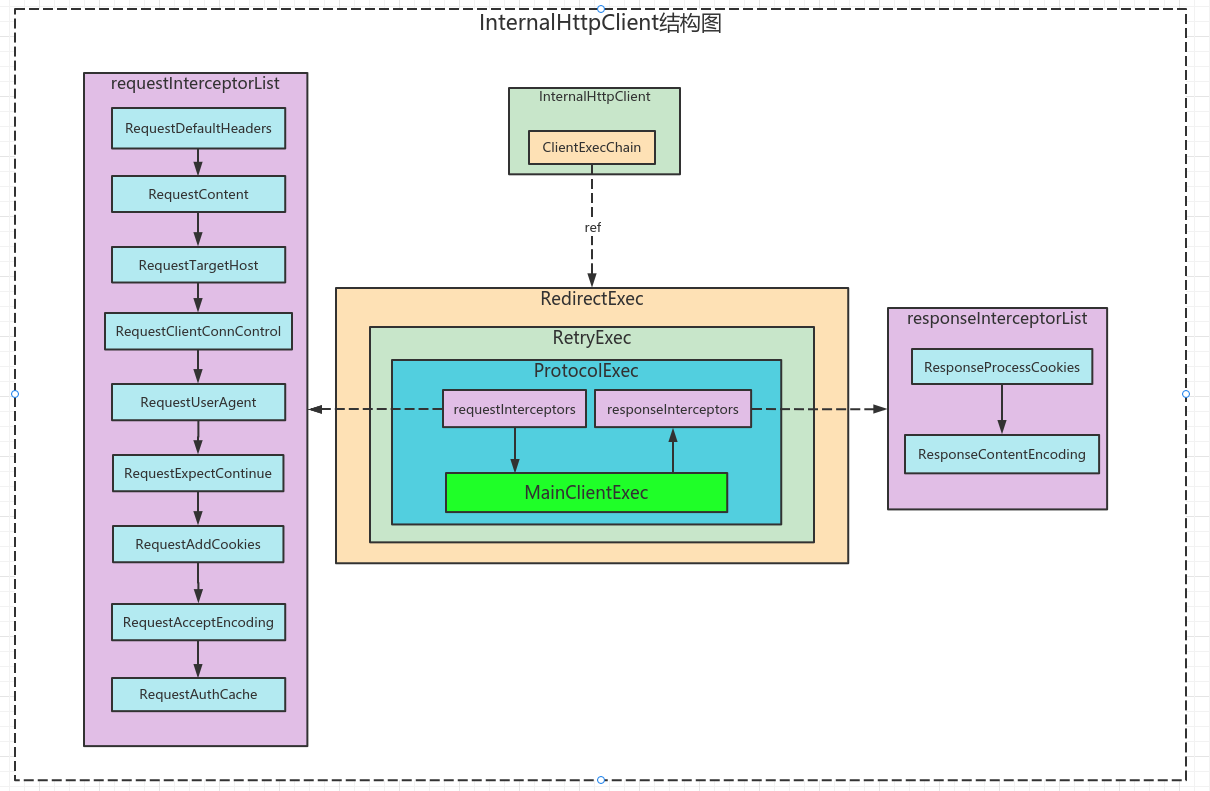 InternalHttpClient结构图
requestInterceptorList
RequestDefaultHeaders
RequestContent
RequestTargetHost
RequestClientConnControl
RequestUserAgent
RequestExpectContinue
RequestAddCookies
RequestAcceptEncoding
RequestAuthCache
InternalHttpClient
ClientExecChain
ref
RedirectExec
RetryExec
ProtocolExec
requestInterceptors
responseInterceptors
MainClientExec
responseInterceptorList
ResponseProcessCookies
ResponseContentEncoding